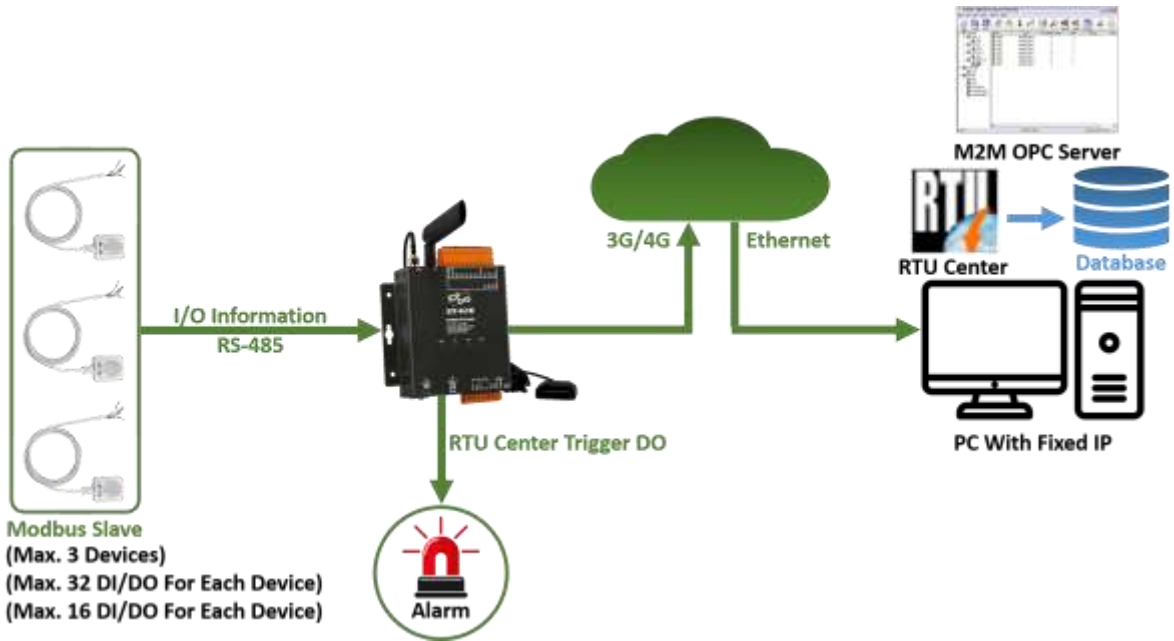 M2M OPC Server
3G/4G
Ethernet
RTU
RTU Center
Database
I/O Information
RS-485
RTU Center Trigger DO
PC With Fixed IP
Modbus Slave
(Max. 3 Devices)
(Max. 32 DI/DO For Each Device)
(Max. 16 DI/DO For Each Device)
Alarm